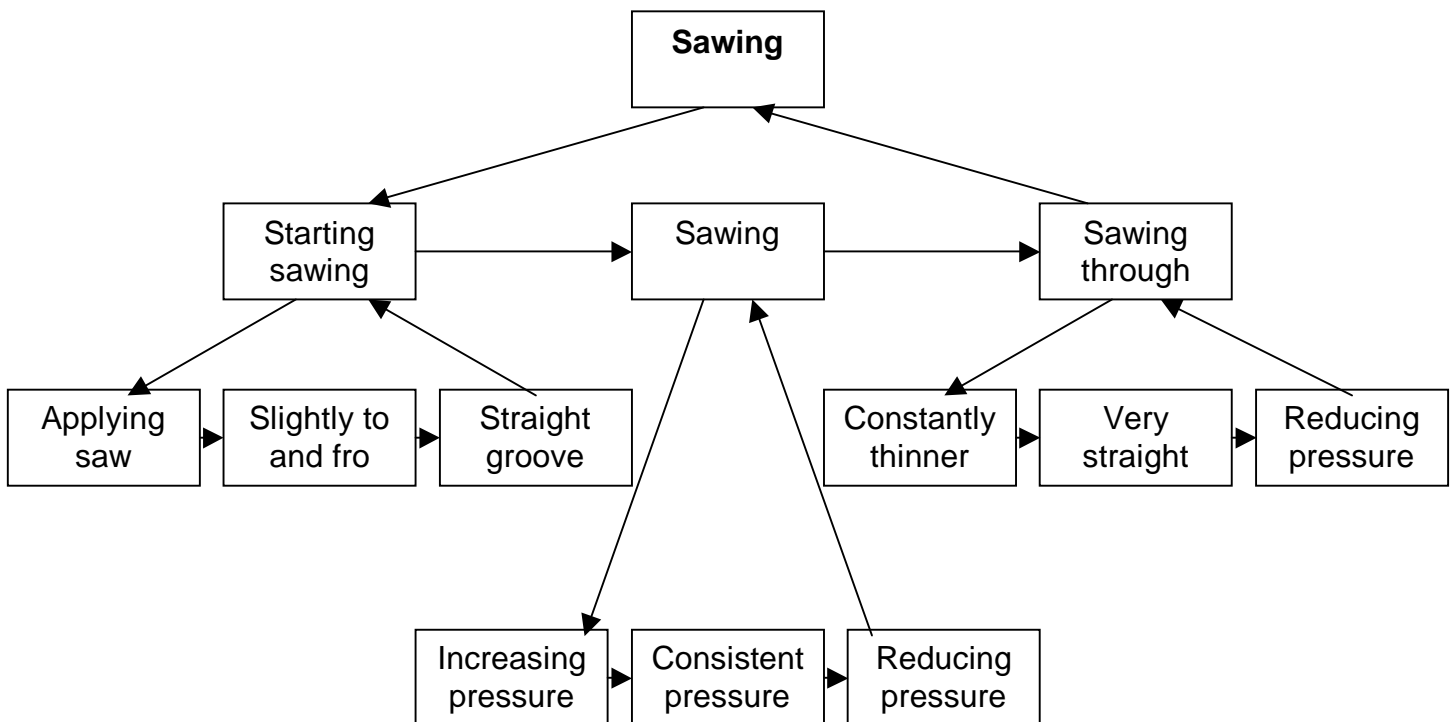 Sawing
Starting
sawing
Sawing
Sawing
through
Applying
saw
Slightly to
and fro
Straight
groove
Constantly
thinner
Very
straight
Reducing
pressure
Increasing
pressure
Consistent
pressure
Reducing
pressure